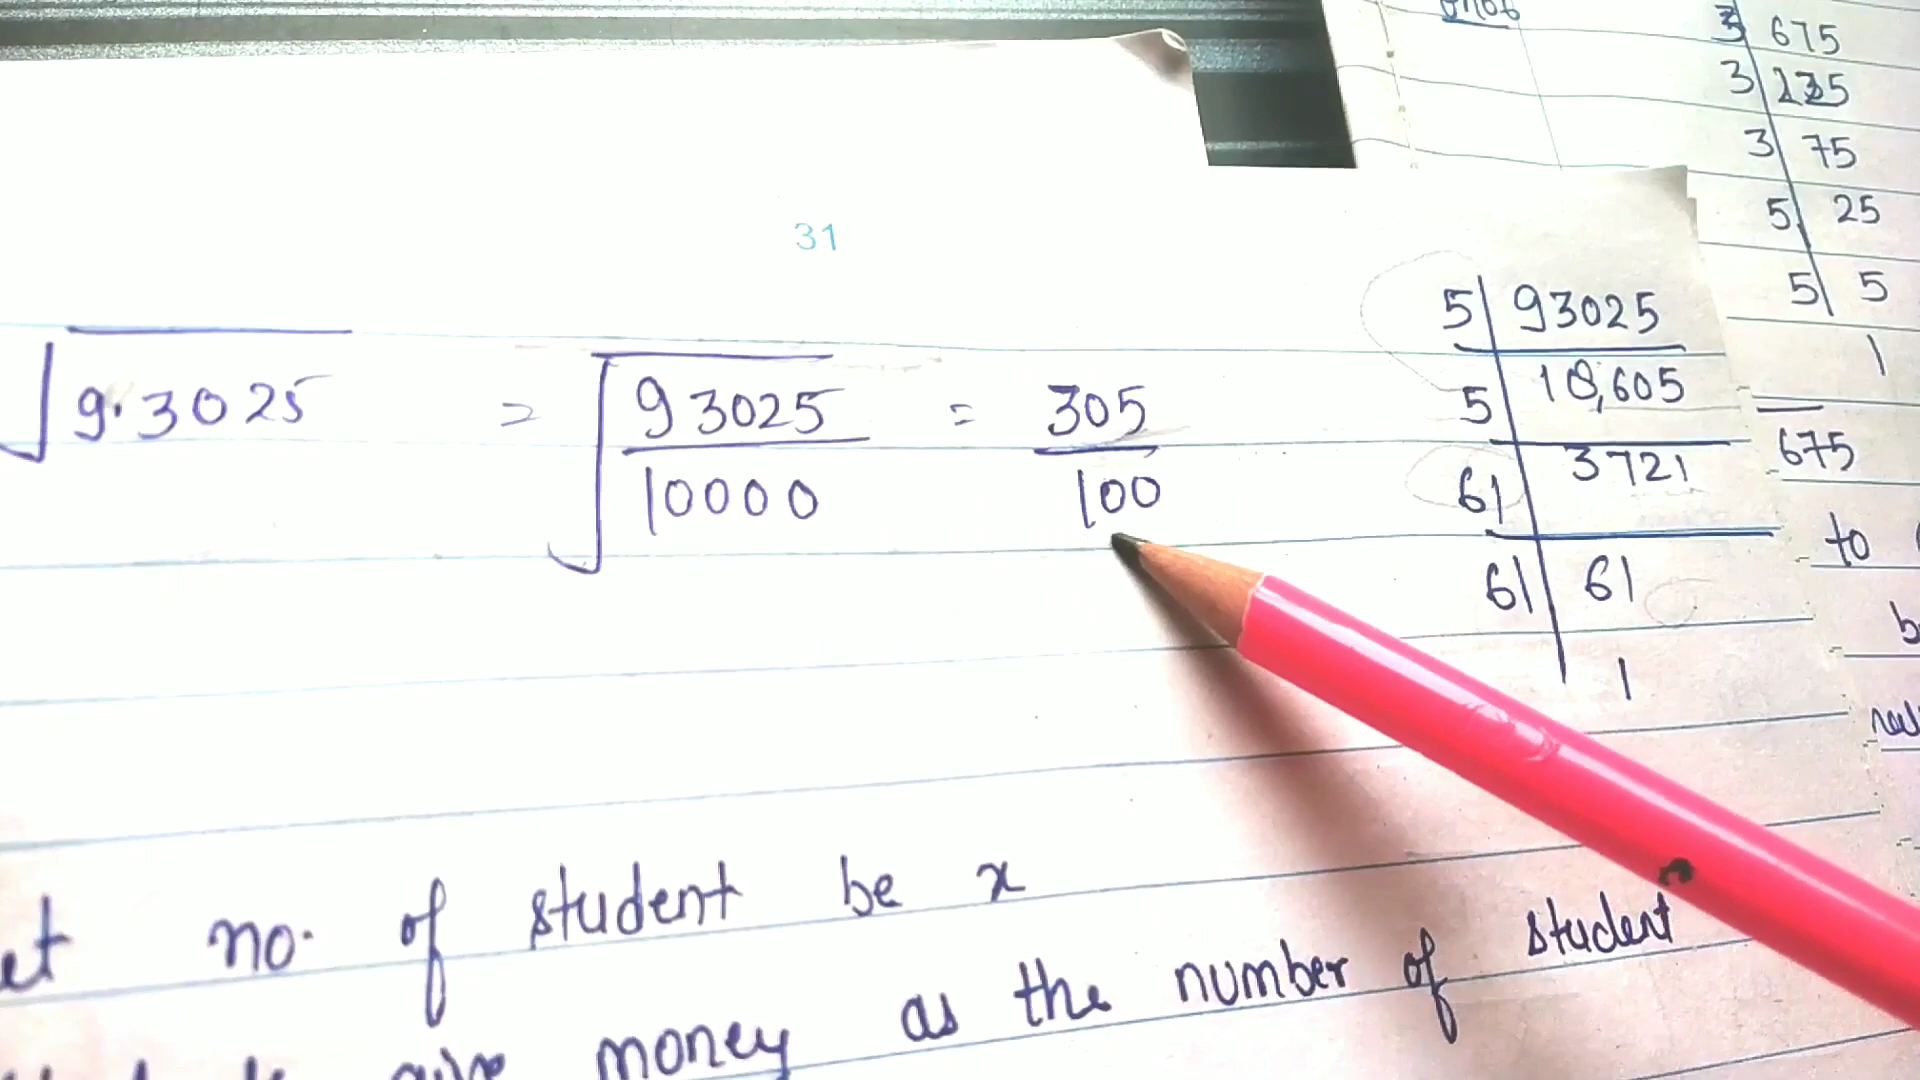 31
√9.3025 = √93025/10000 = 305/100
5 | 93025
5 | 18,605
61 | 3721
61 | 61
1
no. of student be x
money as the number of student
3 | 675
3 | 225
3 | 75
5 | 25
5 | 5
1
675
to